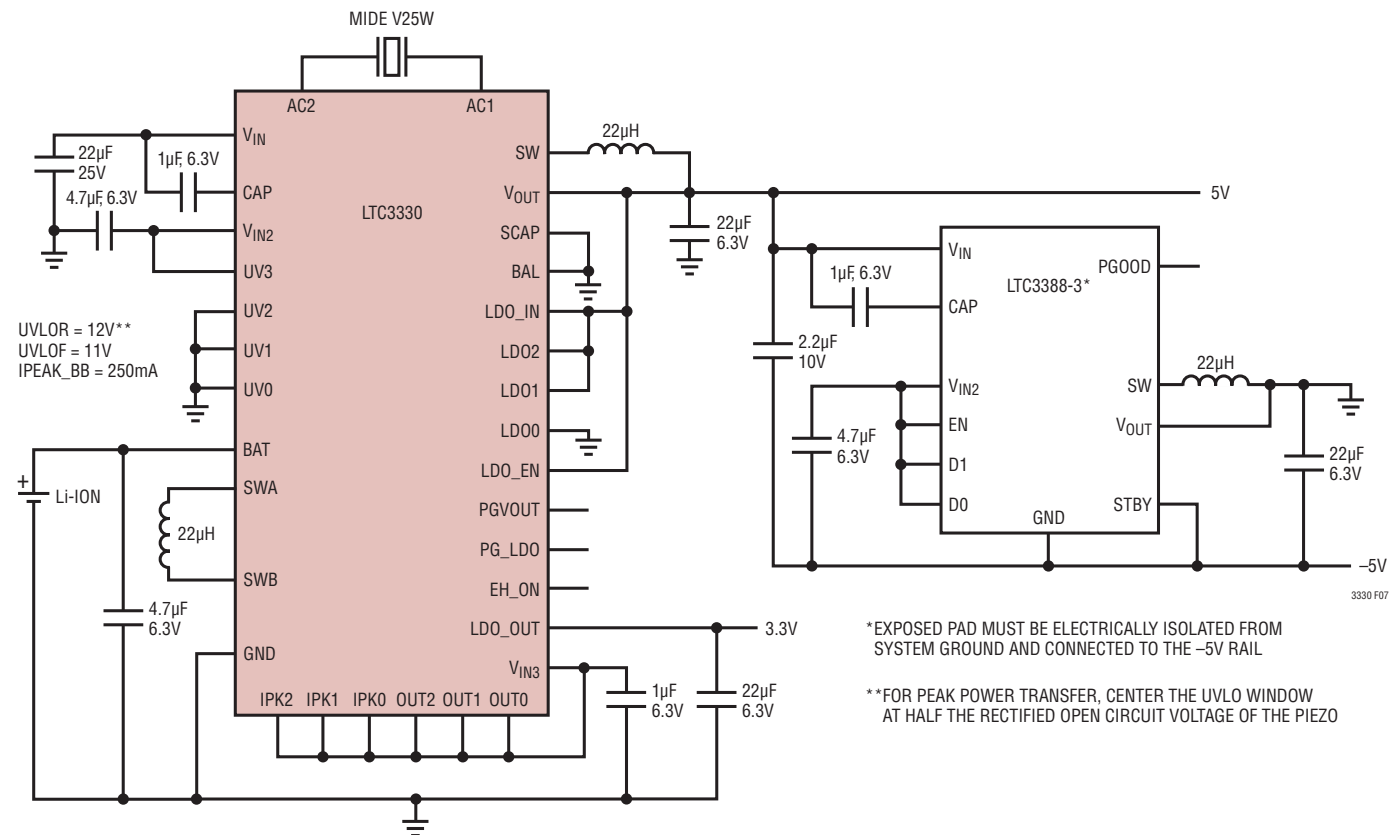 MIDE V25W
AC2
AC1
VIN
22µF
25V
1µF, 6.3V
CAP
4.7µF, 6.3V
VIN2
UV3
UV2
UV1
UV0
UVLOR = 12V**
UVLOF = 11V
IPEAK_BB = 250mA
BAT
+
Li-ION
SWA
22µH
SWB
4.7µF
6.3V
GND
LTC3330
SW
22µH
VOUT
5V
22µF
6.3V
SCAP
BAL
LDO_IN
LDO2
LDO1
LDO0
LDO_EN
PGVOUT
PG_LDO
EH_ON
LDO_OUT
3.3V
VIN3
1µF
6.3V
22µF
6.3V
IPK2 IPK1 IPK0 OUT2 OUT1 OUT0
VIN
PGOOD
LTC3388-3*
1µF, 6.3V
CAP
2.2µF
10V
22µH
VIN2
SW
EN
VOUT
4.7µF
6.3V
D1
22µF
6.3V
D0
STBY
GND
–5V
3330 F07
*EXPOSED PAD MUST BE ELECTRICALLY ISOLATED FROM
SYSTEM GROUND AND CONNECTED TO THE –5V RAIL
**FOR PEAK POWER TRANSFER, CENTER THE UVLO WINDOW
AT HALF THE RECTIFIED OPEN CIRCUIT VOLTAGE OF THE PIEZO